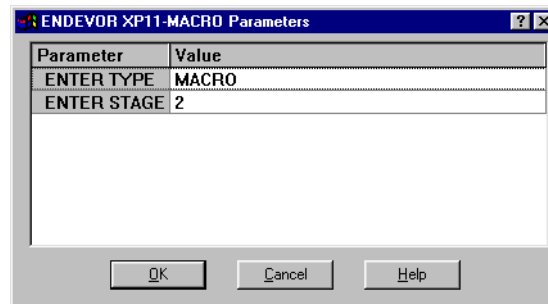 ENDEVOR XP11-MACRO Parameters
Parameter Value
ENTER TYPE MACRO
ENTER STAGE 2
OK Cancel Help